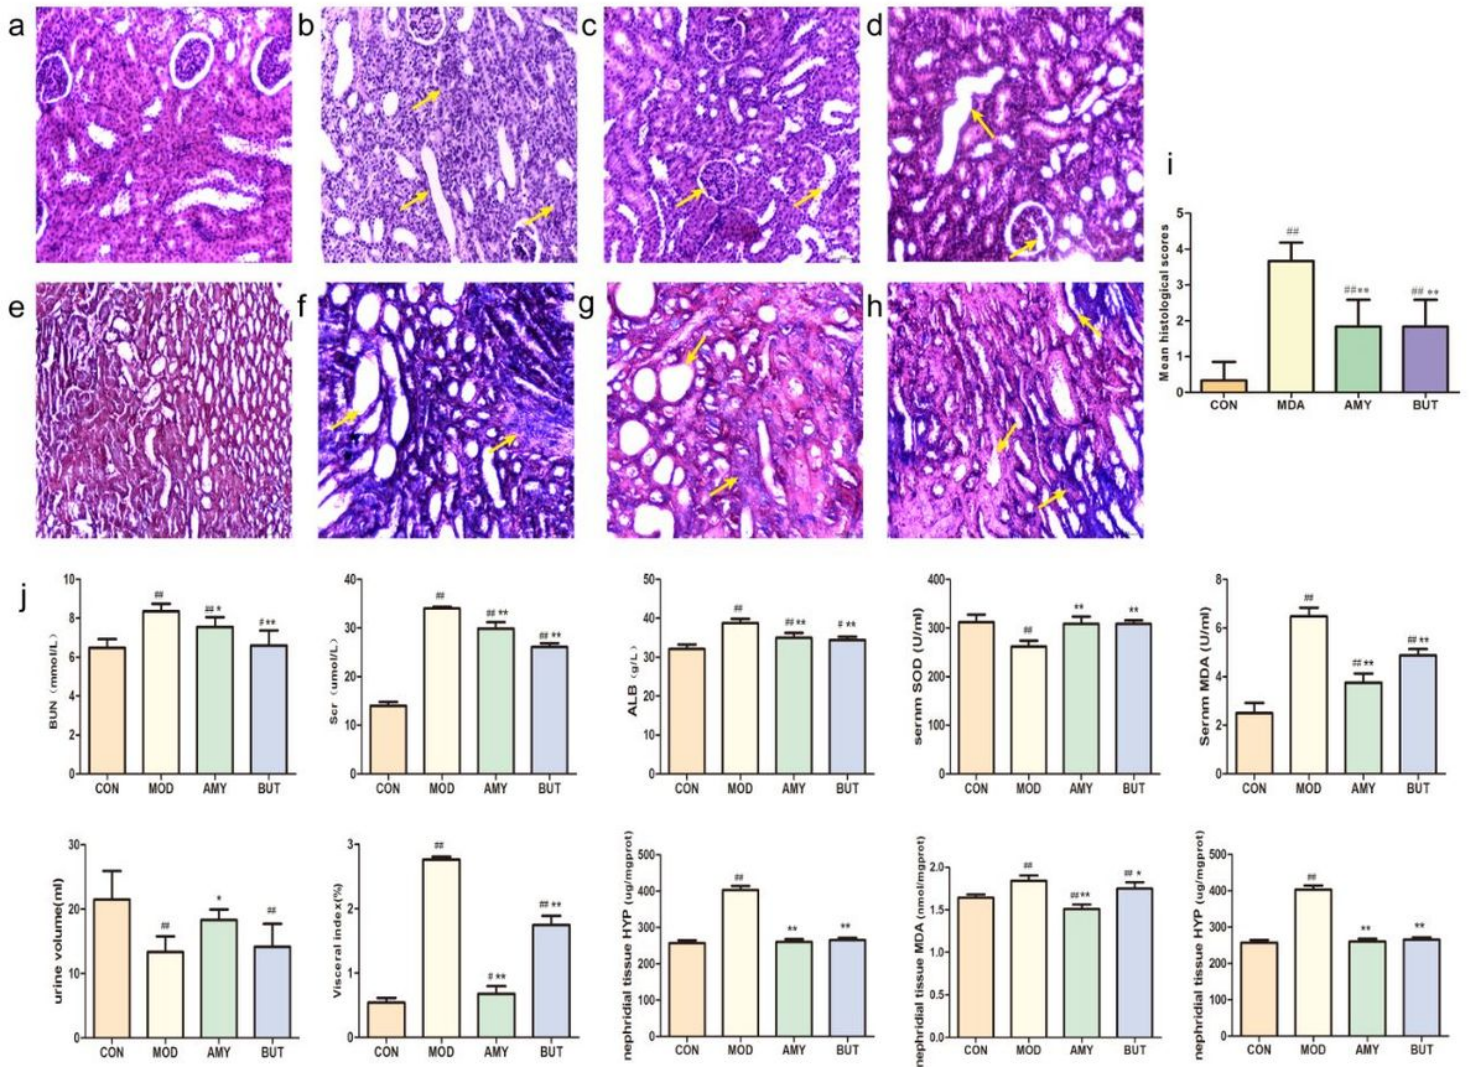 a
b
c
d
e
f
g
h
i
Mean histological scores
5
4
3
2
1
0
##
##**
## **
CON MDA AMY BUT
j
BUN (mmol/L)
10
8
6
4
2
0
##
## *
# **
CON MOD AMY BUT
Scr (umol/L)
40
30
20
10
0
##
## **
## **
CON MOD AMY BUT
ALB (g/L)
50
40
30
20
10
0
##
## **
# **
CON MOD AMY BUT
sernm SOD (U/ml)
400
300
200
100
0
##
**
**
CON MOD AMY BUT
Sernm MDA (U/ml)
8
6
4
2
0
##
## **
## **
CON MOD AMY BUT
urine volume(ml)
30
20
10
0
##
*
##
CON MOD AMY BUT
Visceral index(%)
3
2
1
0
##
# **
## **
CON MOD AMY BUT
nephridial tissue HYP (ug/mgprot)
500
400
300
200
100
0
##
**
**
CON MOD AMY BUT
nephridial tissue MDA (nmol/mgprot)
2.0
1.5
1.0
0.5
0.0
##
##**
## *
CON MOD AMY BUT
nephridial tissue HYP (ug/mgprot)
500
400
300
200
100
0
##
**
**
CON MOD AMY BUT